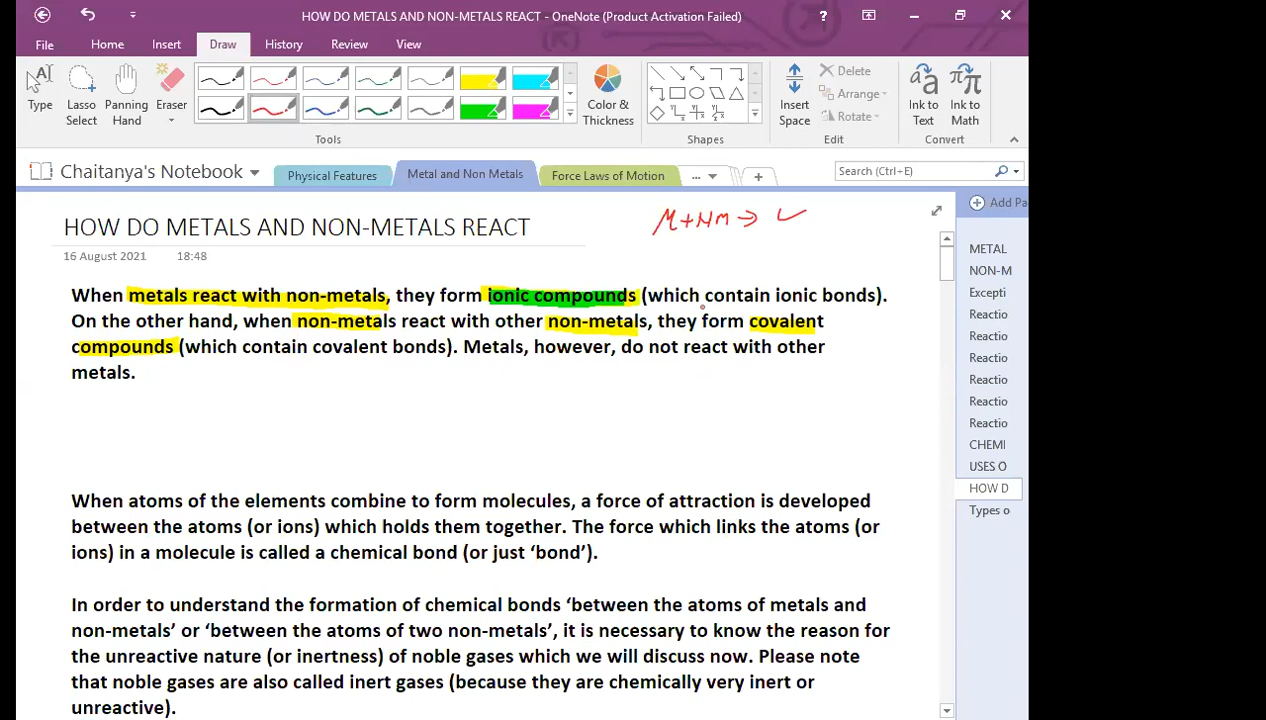 HOW DO METALS AND NON-METALS REACT - OneNote (Product Activation Failed)
?
File Home Insert Draw History Review View
Type
Lasso Select
Panning Hand
Eraser
Color & Thickness
Insert Space
Delete
Arrange
Rotate
Ink to Text
Ink to Math
Tools Shapes Edit Convert
Chaitanya's Notebook Physical Features Metal and Non Metals ... Force Laws of Motion + Search (Ctrl+E)
HOW DO METALS AND NON-METALS REACT
M+NM→ ✓
16 August 2021 18:48
When metals react with non-metals, they form ionic compounds (which contain ionic bonds).
On the other hand, when non-metals react with other non-metals, they form covalent
compounds (which contain covalent bonds). Metals, however, do not react with other
metals.
When atoms of the elements combine to form molecules, a force of attraction is developed
between the atoms (or ions) which holds them together. The force which links the atoms (or
ions) in a molecule is called a chemical bond (or just ‘bond’).
In order to understand the formation of chemical bonds ‘between the atoms of metals and
non-metals’ or ‘between the atoms of two non-metals’, it is necessary to know the reason for
the unreactive nature (or inertness) of noble gases which we will discuss now. Please note
that noble gases are also called inert gases (because they are chemically very inert or
unreactive).
Add Pa
METAL
NON-M
Excepti
Reactio
Reactio
Reactio
Reactio
Reactio
Reactio
CHEMI
USES O
HOW D
Types o